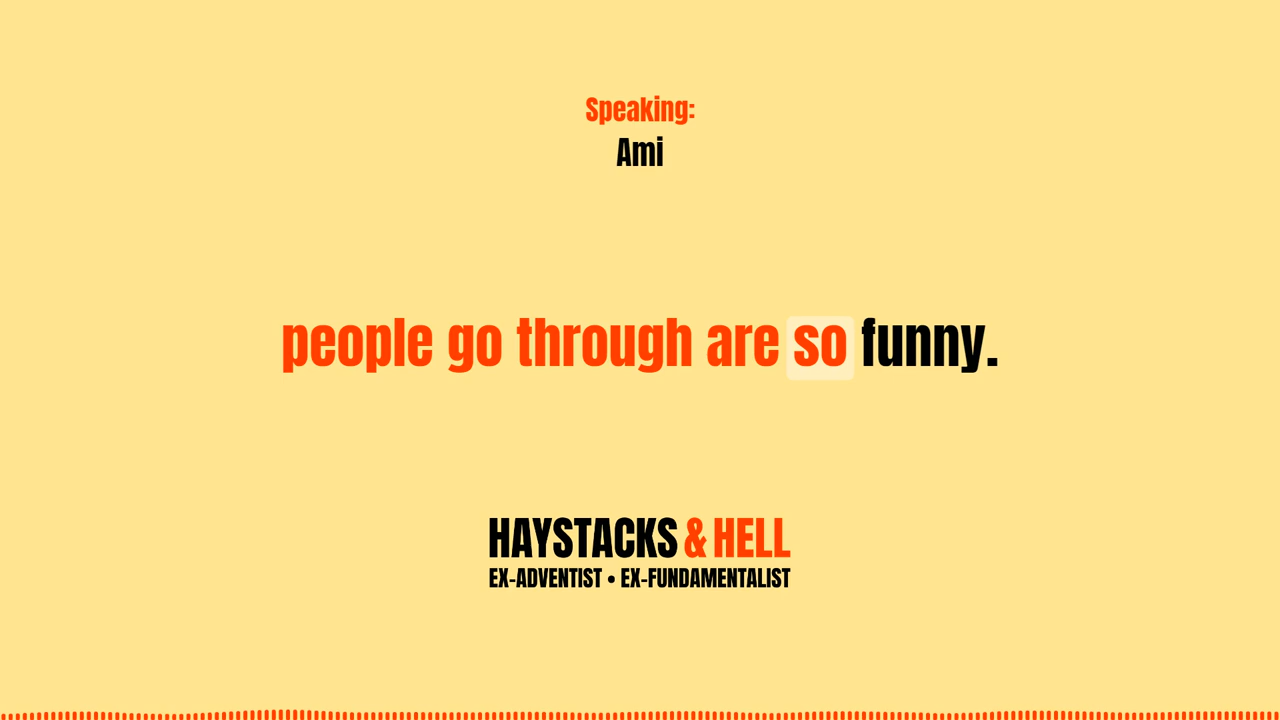 Speaking:
Ami
people go through are so funny.
HAYSTACKS & HELL
EX-ADVENTIST • EX-FUNDAMENTALIST